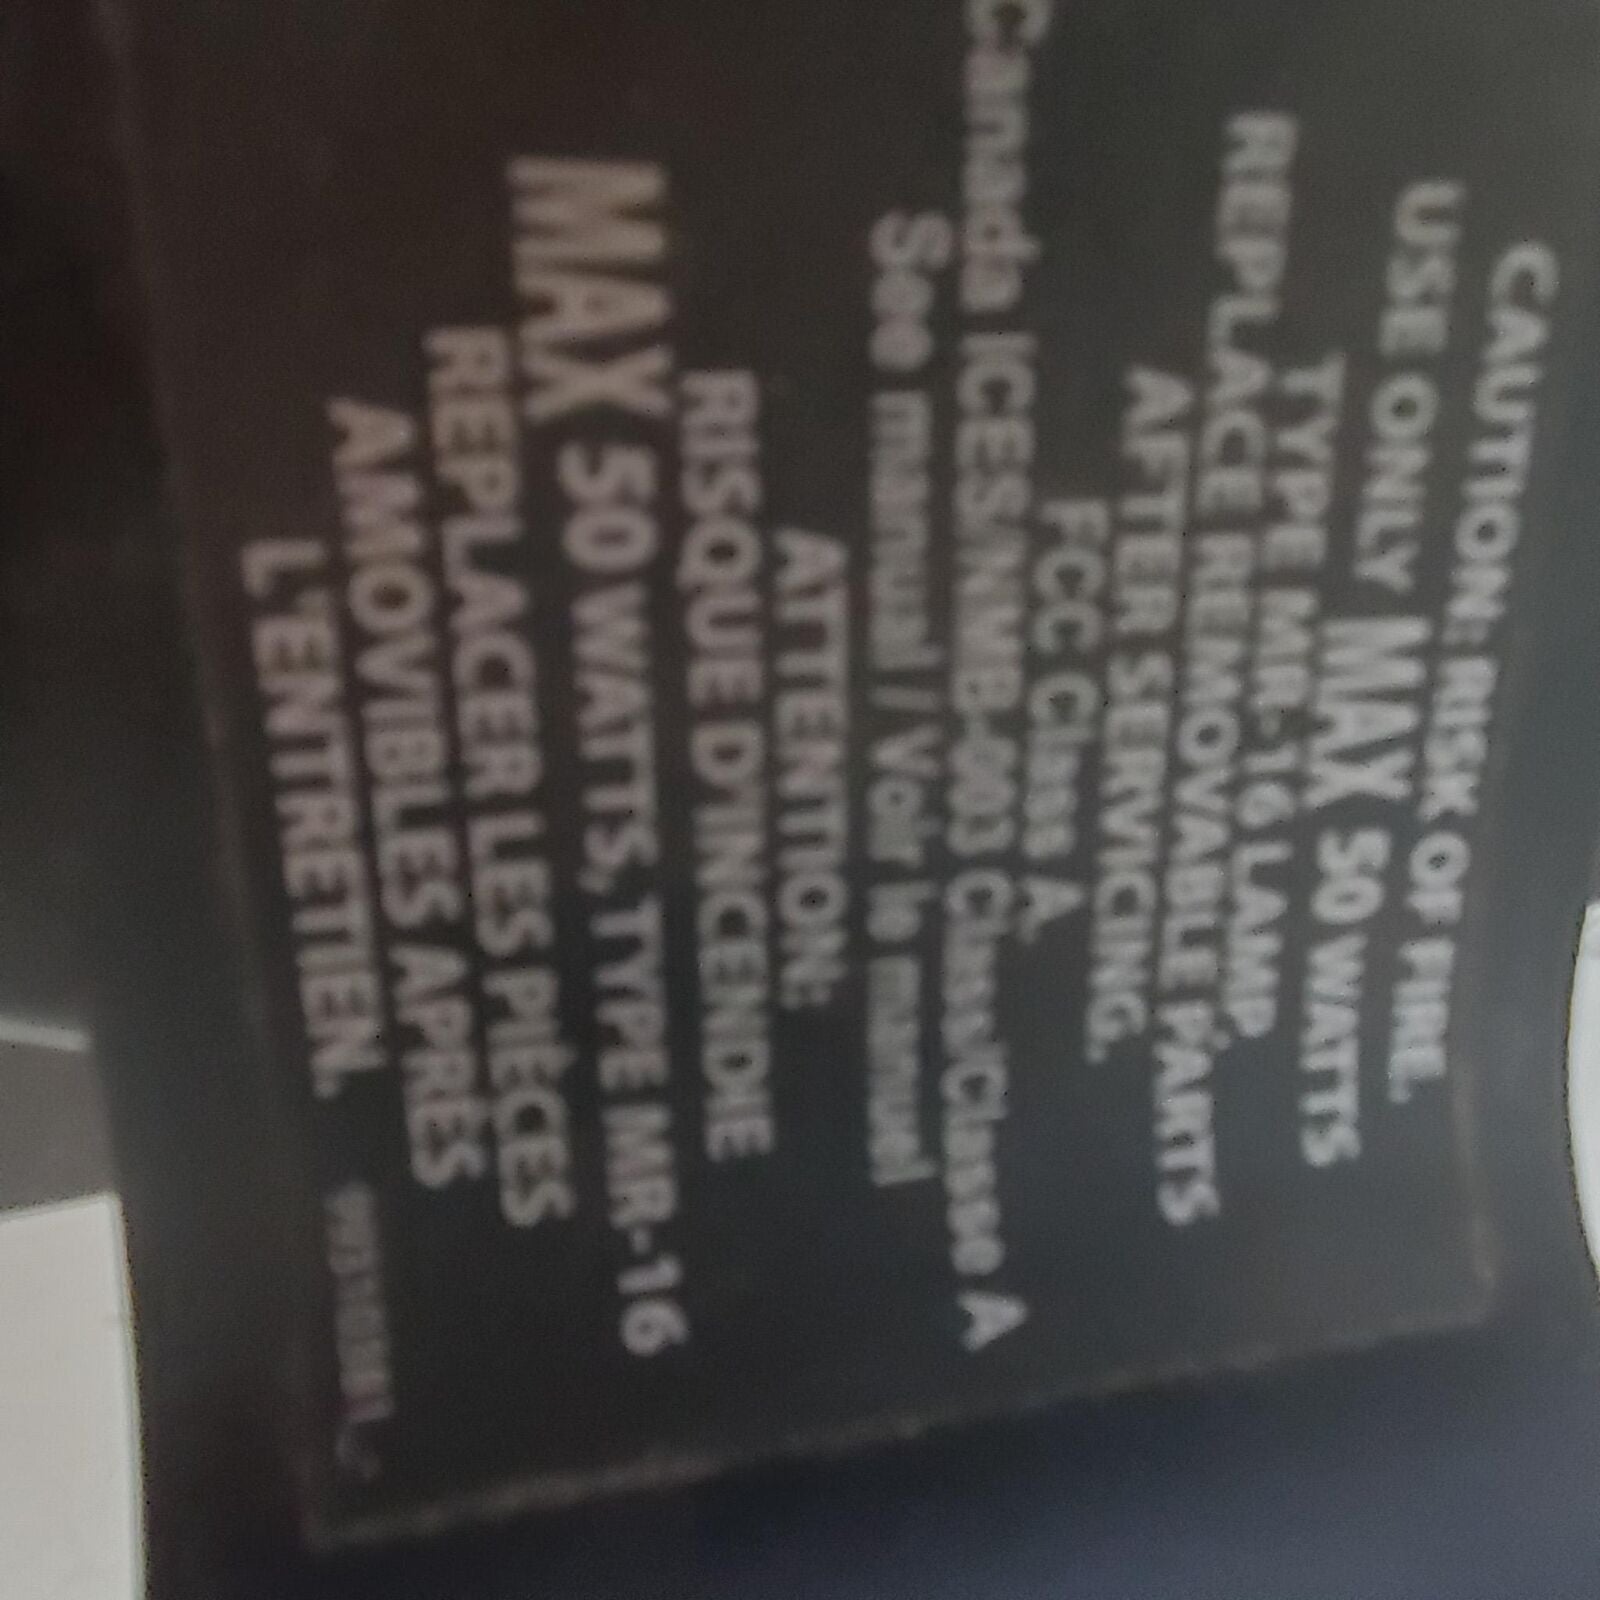 CAUTION: RISK OF FIRE.
USE ONLY MAX 50 WATTS
TYPE MR-16 LAMP
REPLACE REMOVABLE PARTS
AFTER SERVICING.
FCC Class A.
Canada ICES/NMB-003 Class/Classe A
See manual / Voir le manuel
ATTENTION:
RISQUE D'INCENDIE
MAX 50 WATTS, TYPE MR-16
REPLACER LES PIÈCES
AMOVIBLES APRÈS
L'ENTRETIEN.